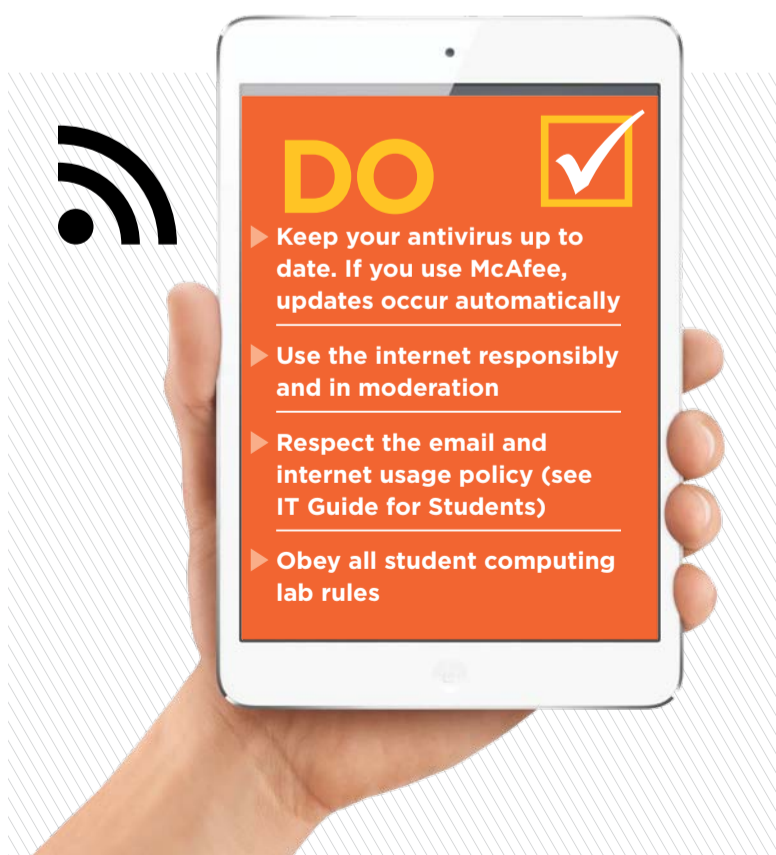 DO
Keep your antivirus up to
date. If you use McAfee,
updates occur automatically
Use the internet responsibly
and in moderation
Respect the email and
internet usage policy (see
IT Guide for Students)
Obey all student computing
lab rules